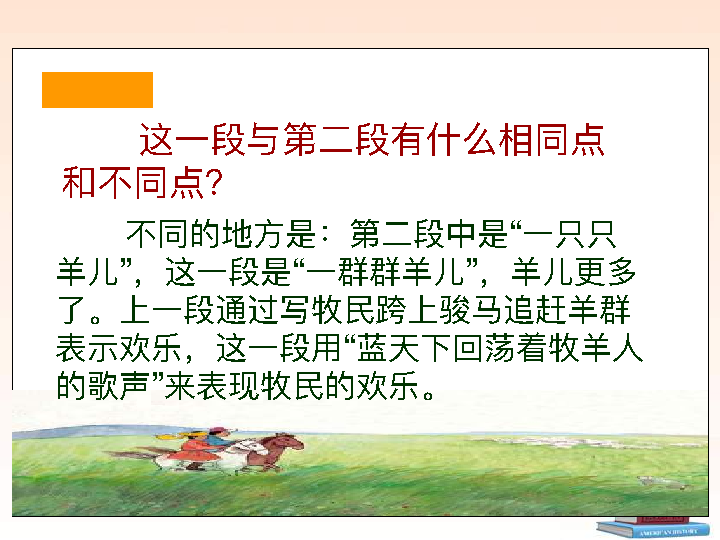 这一段与第二段有什么相同点
和不同点？
不同的地方是：第二段中是“一只只
羊儿”，这一段是“一群群羊儿”，羊儿更多
了。上一段通过写牧民跨上骏马追赶羊群
表示欢乐，这一段用“蓝天下回荡着牧羊人
的歌声”来表现牧民的欢乐。
AMERICAN HISTORY